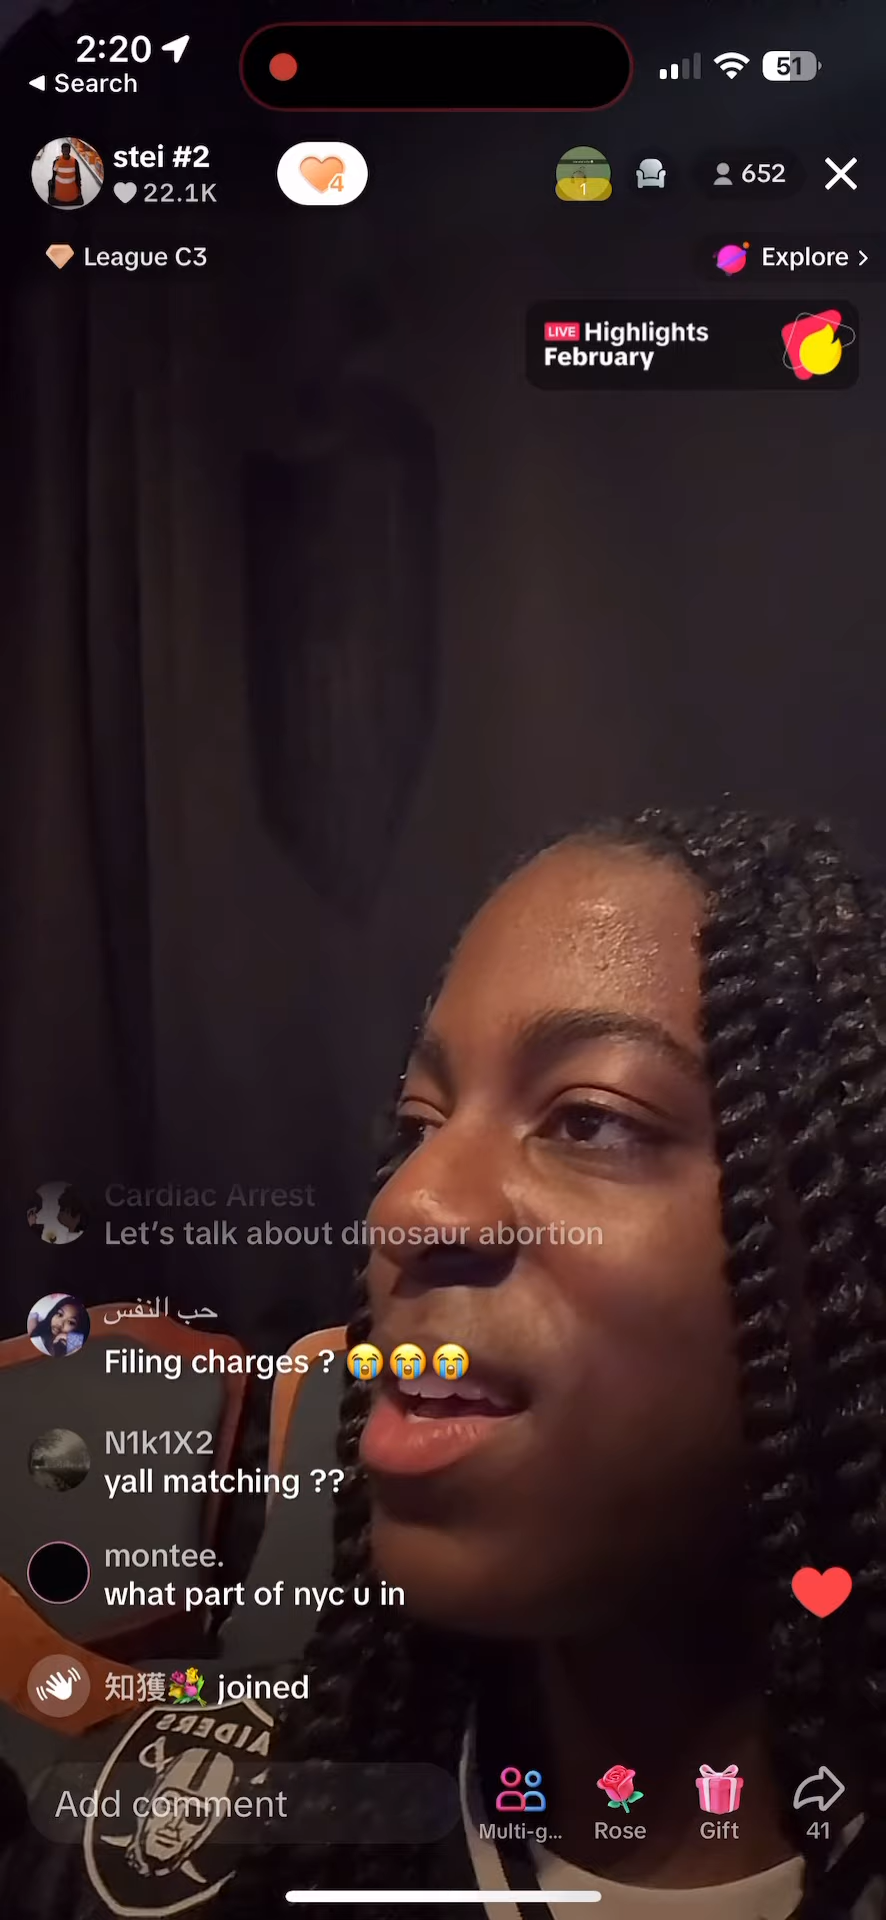 2:20
51
◀ Search
stei #2
22.1K
4
1
652
League C3
Explore >
LIVE Highlights
February
Cardiac Arrest
Let’s talk about dinosaur abortion
حب النفس
Filing charges ? 😭😭😭
N1k1X2
yall matching ??
montee.
what part of nyc u in
知獲💐 joined
RAIDERS
Add comment
Multi-g...
Rose
Gift
41